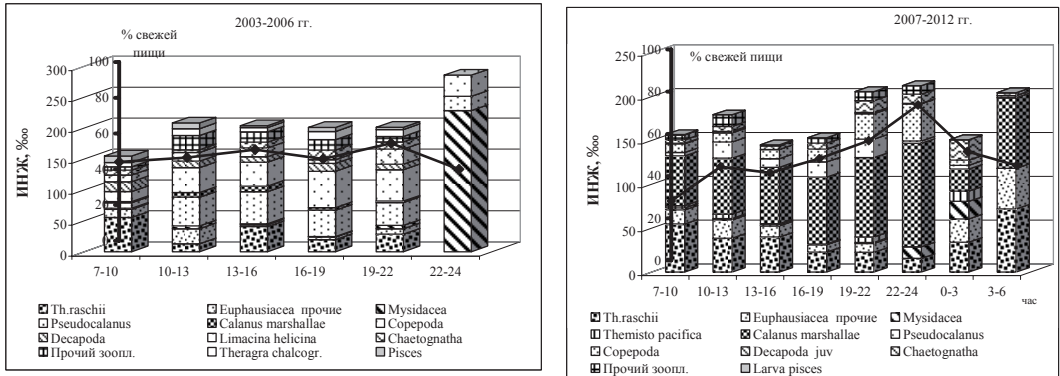 2003-2006 гг.
% свежей
пищи
ИНЖ, ‰
300
250
200
150
100
50
0
100
80
60
40
20
0
7-10 10-13 13-16 16-19 19-22 22-24
Th.raschii Euphausiacea прочие Mysidacea
Pseudocalanus Calanus marshallae Copepoda
Decapoda Limacina helicina Chaetognatha
Прочий зоопл. Theragra chalcogr. Pisces
2007-2012 гг.
% свежей пищи
ИНЖ, ‰
250
200
150
100
50
0
100
80
60
40
20
0
7-10 10-13 13-16 16-19 19-22 22-24 0-3 3-6
час
Th.raschii Euphausiacea прочие Mysidacea
Themisto pacifica Calanus marshallae Pseudocalanus
Copepoda Decapoda juv Chaetognatha
Прочий зоопл. Larva pisces